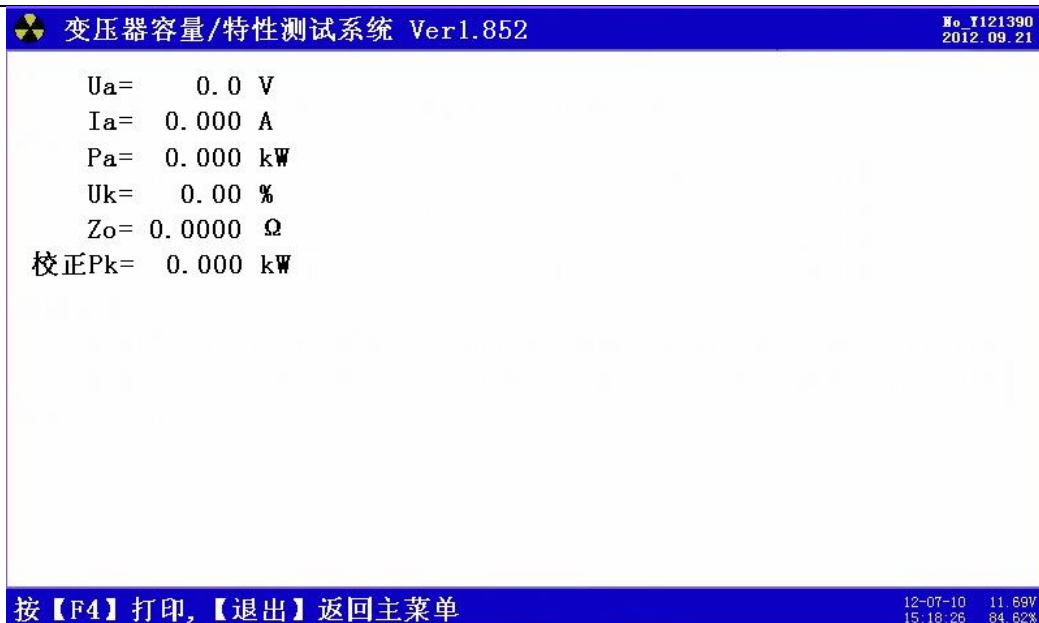 变压器容量/特性测试系统 Ver1.852
No_T121390
2012.09.21
Ua= 0.0 V
Ia= 0.000 A
Pa= 0.000 kW
Uk= 0.00 %
Zo= 0.0000 Ω
校正Pk= 0.000 kW
按【F4】打印,【退出】返回主菜单
12-07-10 11.69V
15:18:26 84.62%